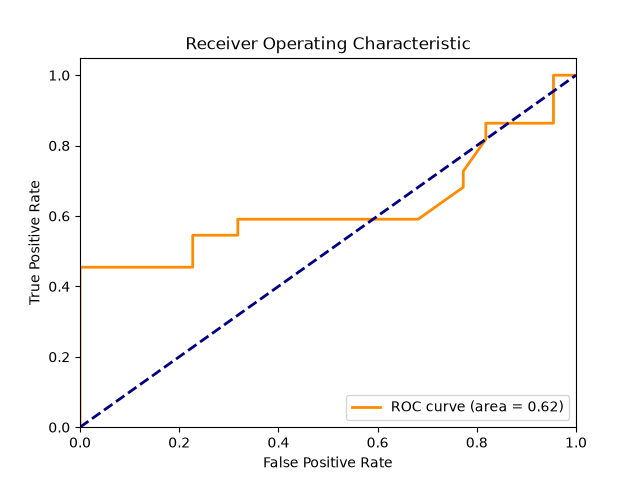 Receiver Operating Characteristic
1.0
0.8
0.6
0.4
0.2
0.0
True Positive Rate
ROC curve (area = 0.62)
0.0 0.2 0.4 0.6 0.8 1.0
False Positive Rate